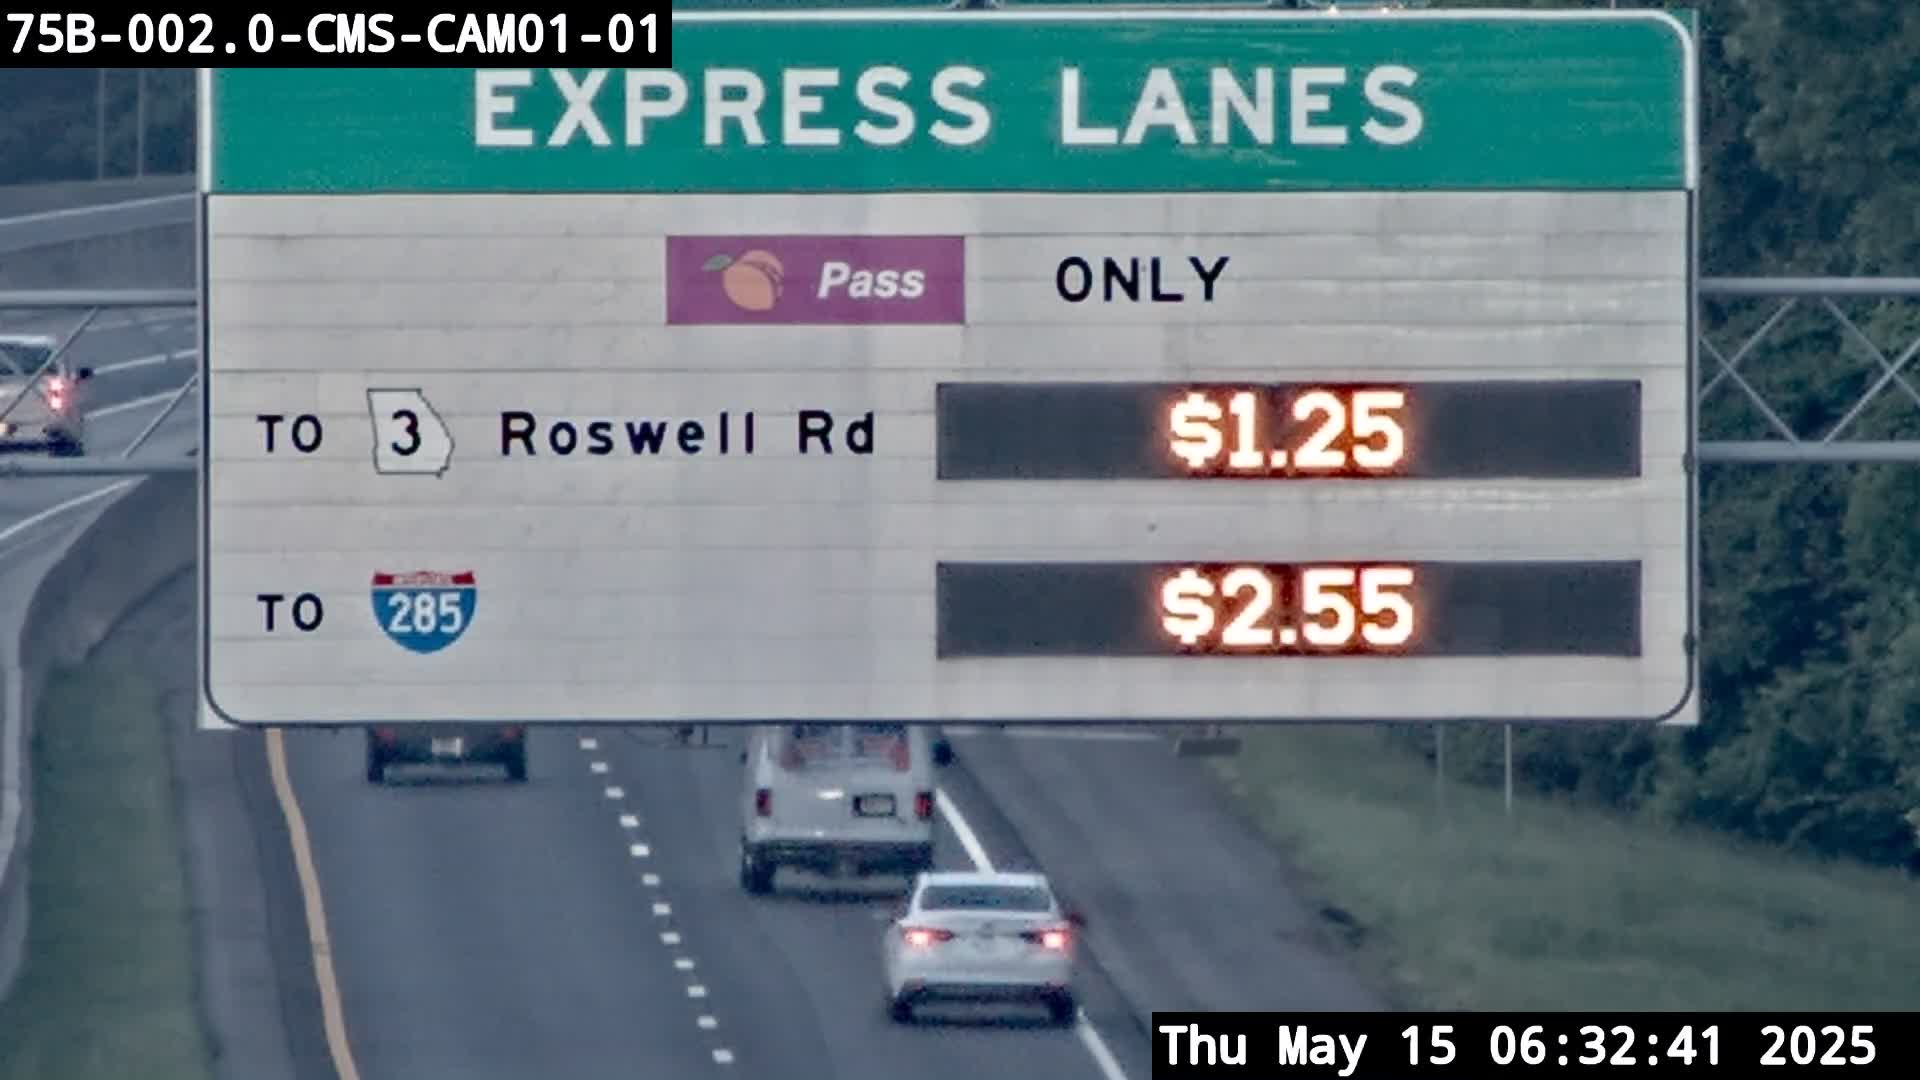 75B-002.0-CMS-CAM01-01
EXPRESS LANES
Pass ONLY
TO 3 Roswell Rd $1.25
TO 285 $2.55
Thu May 15 06:32:41 2025